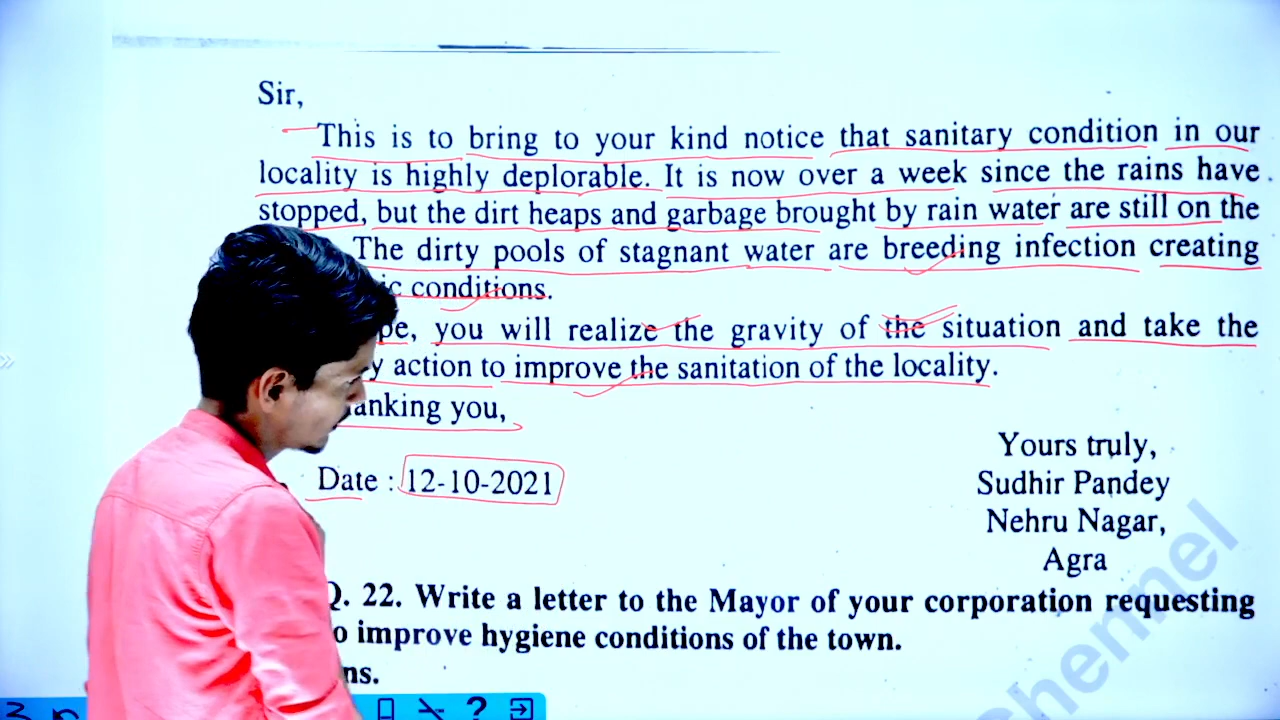 Sir,
This is to bring to your kind notice that sanitary condition in our
locality is highly deplorable. It is now over a week since the rains have
stopped, but the dirt heaps and garbage brought by rain water are still on the
The dirty pools of stagnant water are breeding infection creating
ic conditions.
pe, you will realize the gravity of the situation and take the
y action to improve the sanitation of the locality.
anking you,
Yours truly,
Date : 12-10-2021
Sudhir Pandey
Nehru Nagar,
Agra
Q. 22. Write a letter to the Mayor of your corporation requesting
o improve hygiene conditions of the town.
ns.